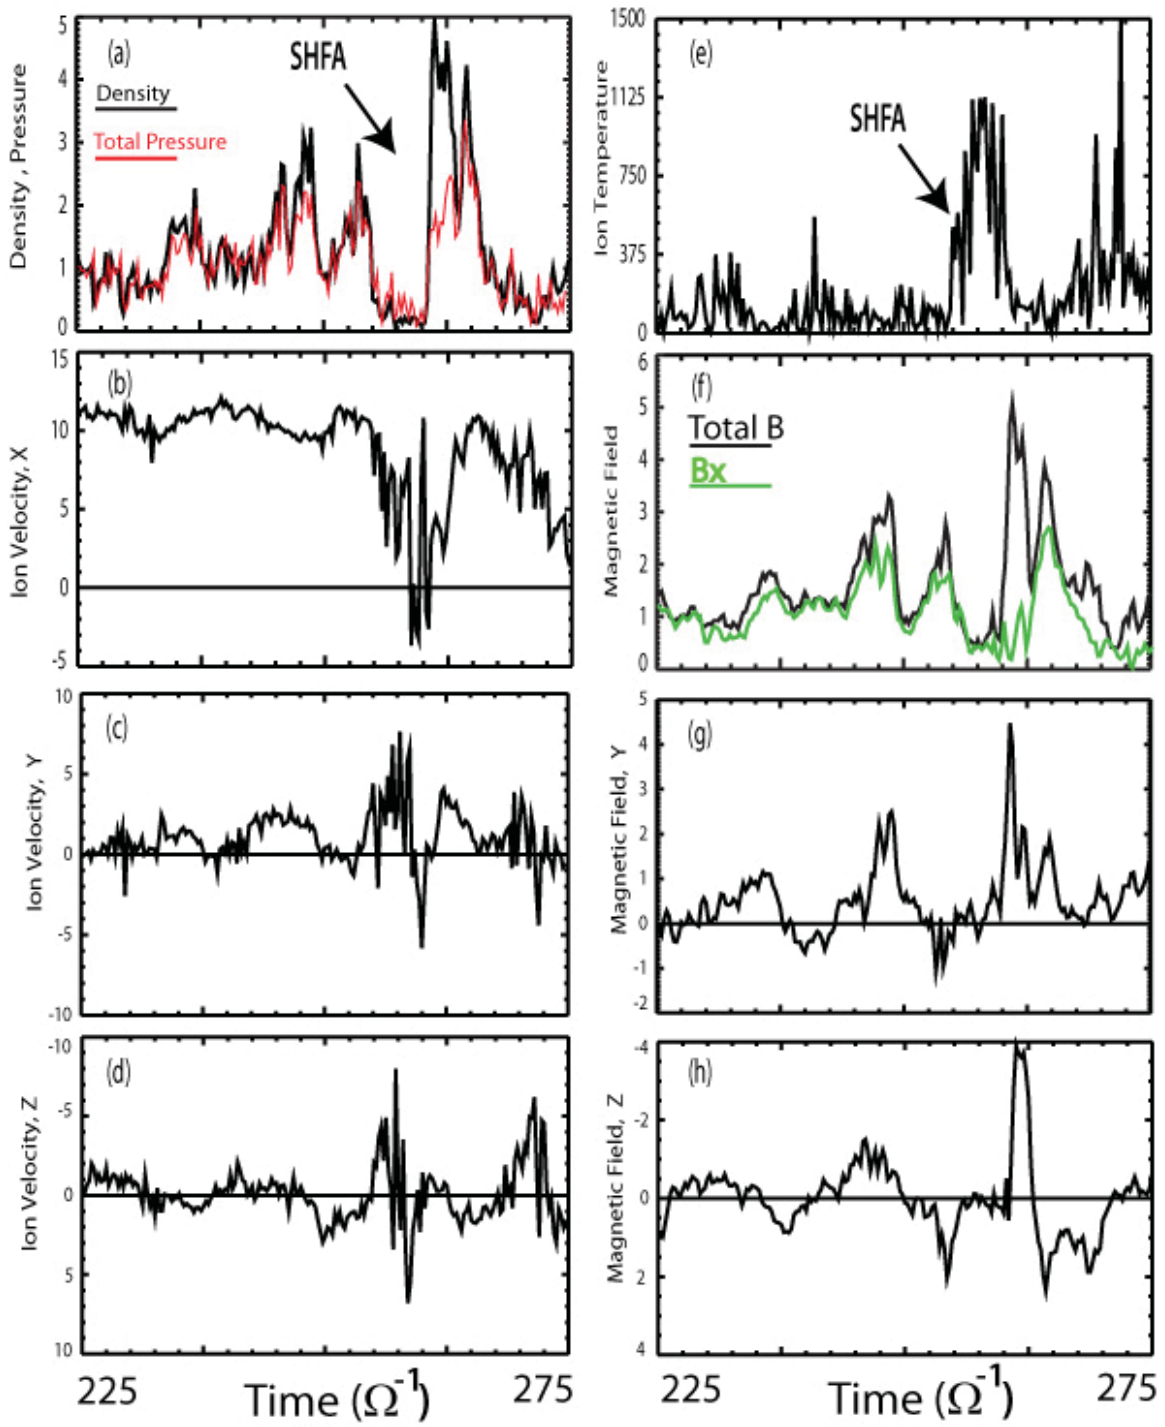 (a)
SHFA
Density
Total Pressure
Density , Pressure
5
4
3
2
1
0
(b)
Ion Velocity, X
15
10
5
0
-5
(c)
Ion Velocity, Y
10
5
0
-5
-10
(d)
Ion Velocity, Z
-10
-5
0
5
10
225
Time (Ω⁻¹)
275
(e)
SHFA
Ion Temperature
1500
1125
750
375
0
(f)
Total B
Bx
Magnetic Field
6
5
4
3
2
1
0
(g)
Magnetic Field, Y
5
4
3
2
1
0
-1
-2
(h)
Magnetic Field, Z
-4
-2
0
2
4
225
Time (Ω⁻¹)
275